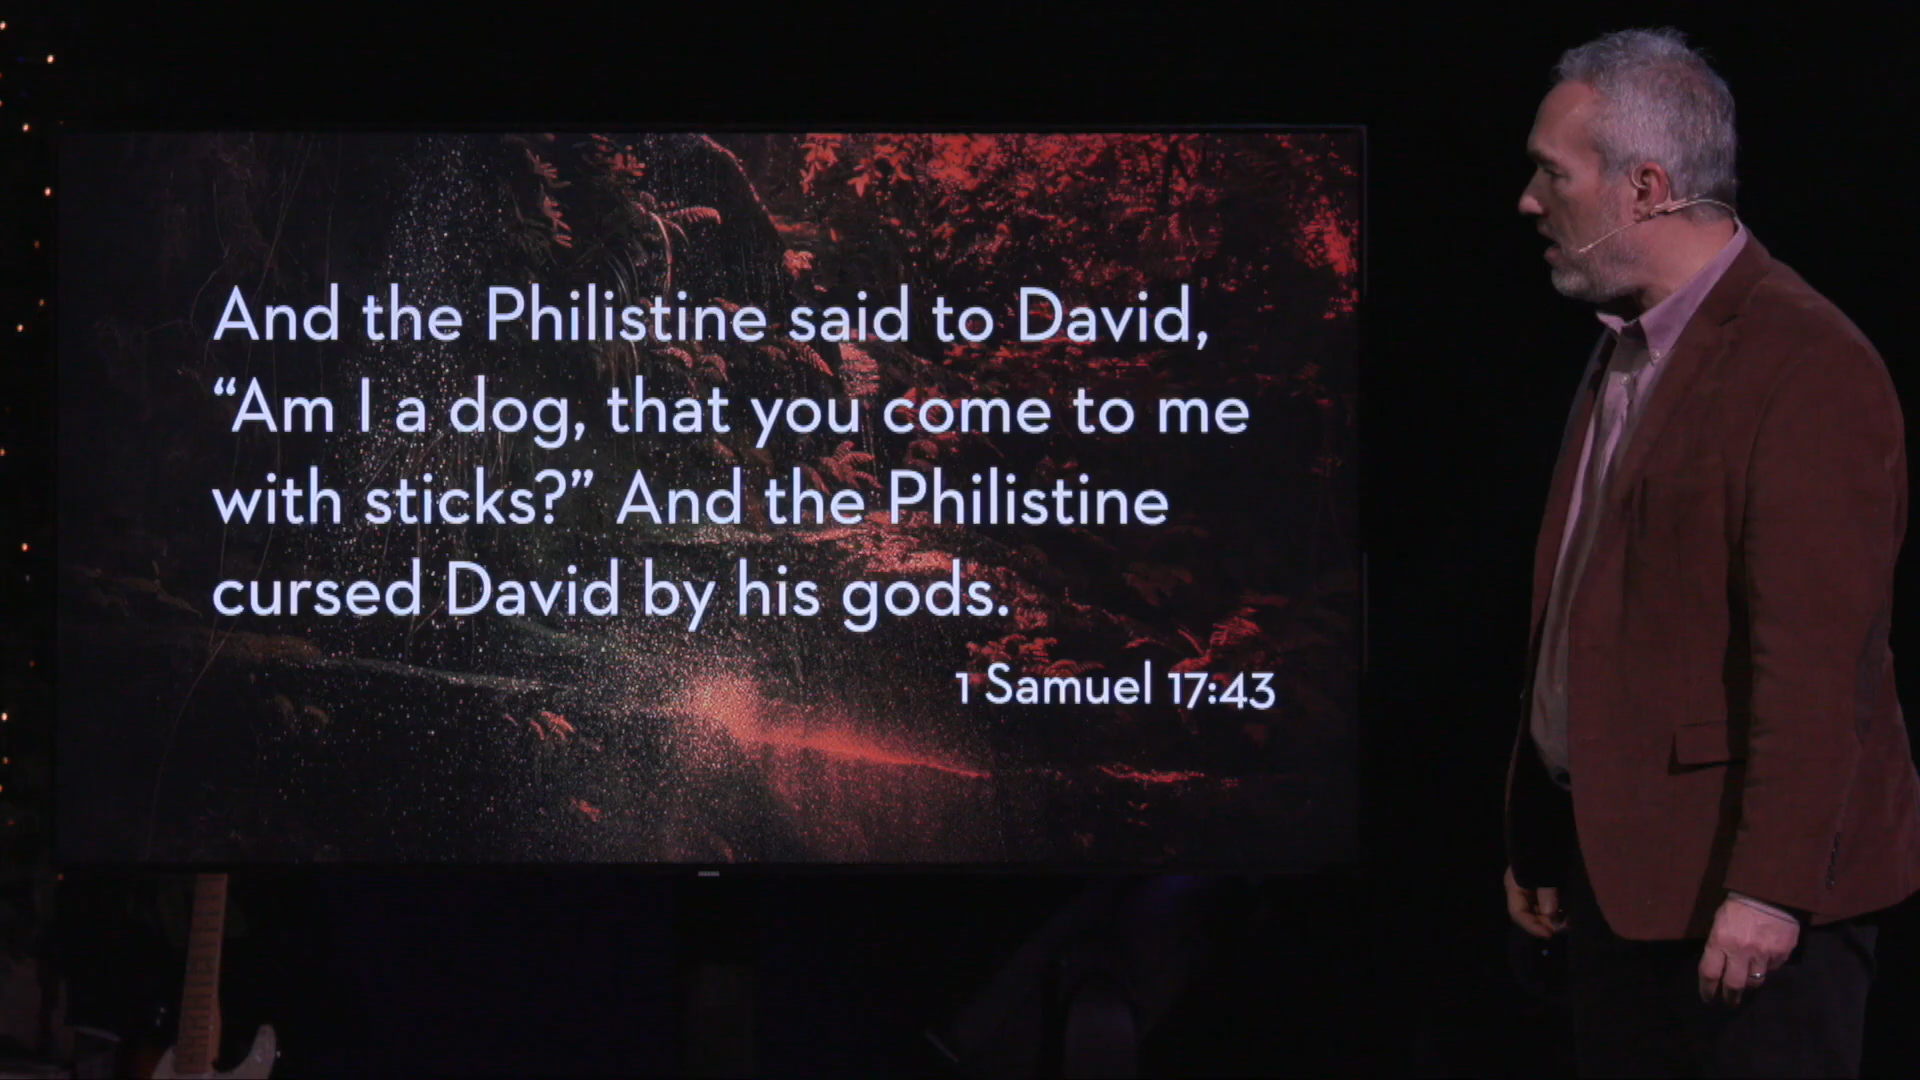 And the Philistine said to David,
“Am I a dog, that you come to me
with sticks?” And the Philistine
cursed David by his gods.
1 Samuel 17:43